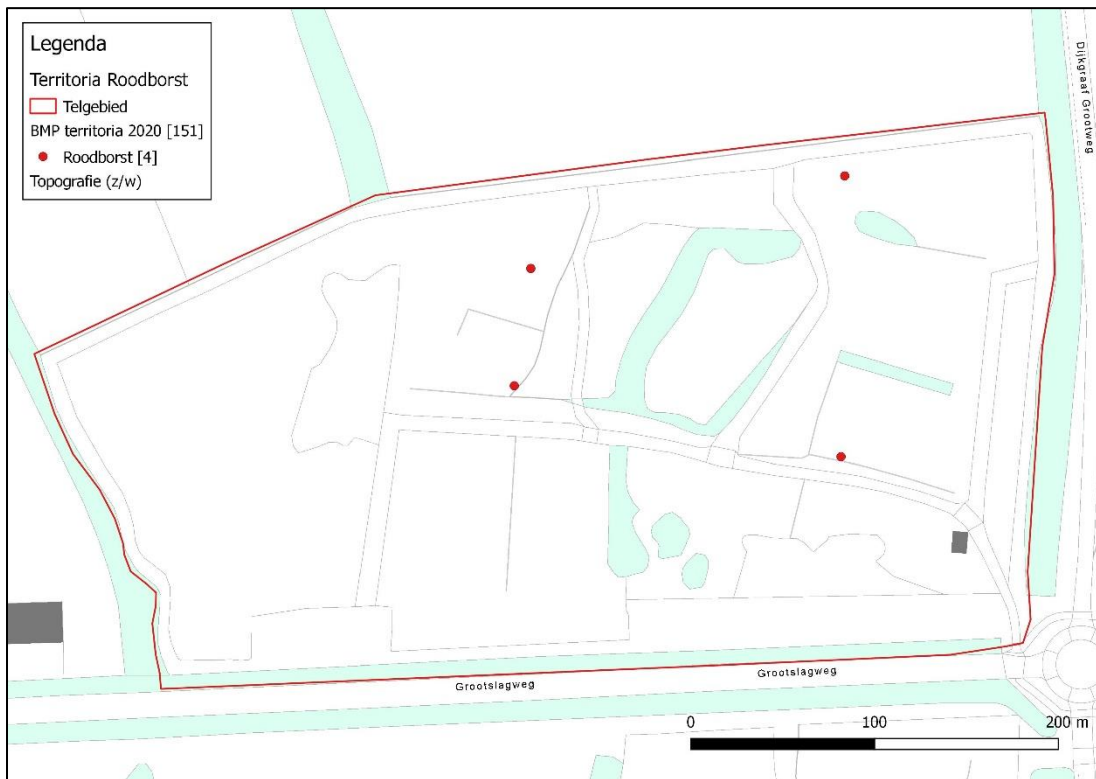 Legenda
Territoria Roodborst
Telgebied
BMP territoria 2020 [151]
Roodborst [4]
Topografie (z/w)
Dijkgraaf Grootweg
Grootslagweg
Grootslagweg
0 100 200 m